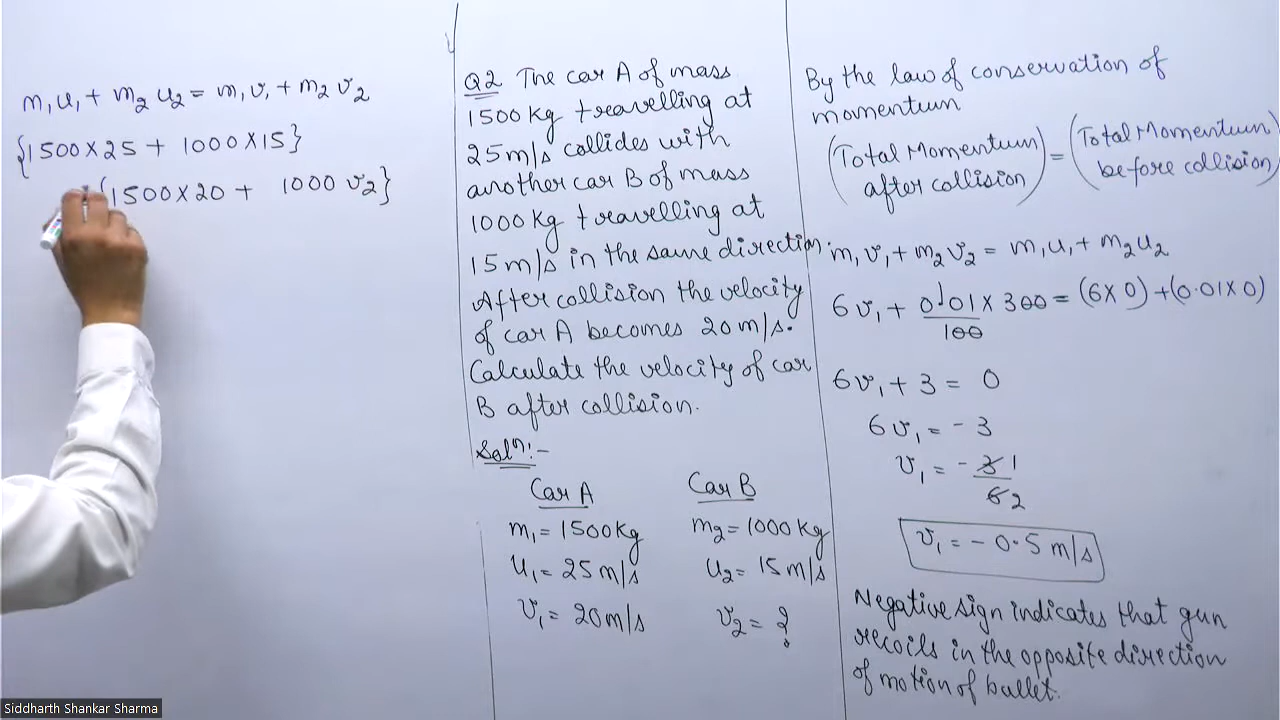 m₁u₁ + m₂u₂ = m₁v₁ + m₂v₂
{1500×25 + 1000×15}
{1500×20 + 1000 v₂}
Q2 The car A of mass
1500 kg travelling at
25 m/s collides with
another car B of mass
1000 kg travelling at
15 m/s in the same direction.
After collision the velocity
of car A becomes 20 m/s.
Calculate the velocity of car
B after collision.
Solⁿ:-
Car A Car B
m₁ = 1500 kg m₂ = 1000 kg
u₁ = 25 m/s u₂ = 15 m/s
v₁ = 20 m/s v₂ = ?
By the law of conservation of
momentum
(Total Momentum after collision) = (Total Momentum before collision)
m₁v₁ + m₂v₂ = m₁u₁ + m₂u₂
6v₁ + 0.01/100 × 300 = (6×0) + (0.01×0)
6v₁ + 3 = 0
6v₁ = -3
v₁ = -3 1/6 2
v₁ = -0.5 m/s
Negative sign indicates that gun
recoils in the opposite direction
of motion of bullet.
Siddharth Shankar Sharma